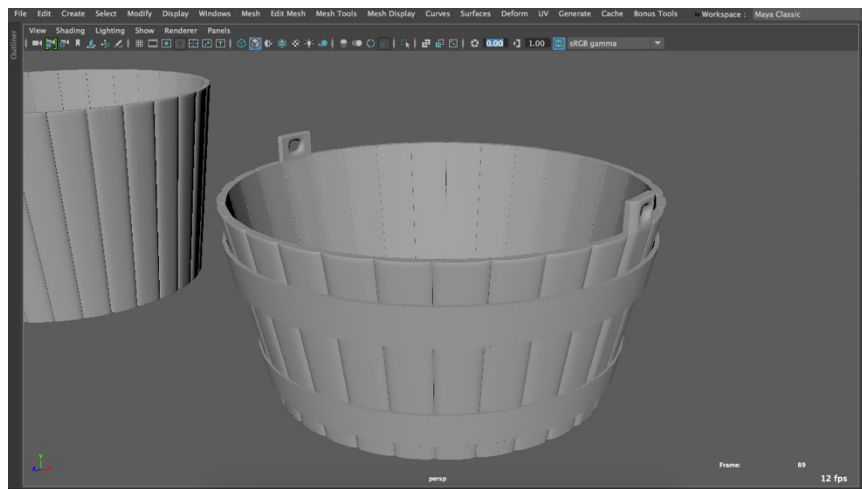 File Edit Create Select Modify Display Windows Mesh Edit Mesh Mesh Tools Mesh Display Curves Surfaces Deform UV Generate Cache Bonus Tools Workspace : Maya Classic
View Shading Lighting Show Renderer Panels
0.00 1.00 sRGB gamma
Outliner
Y
Frame: 89
persp
12 fps